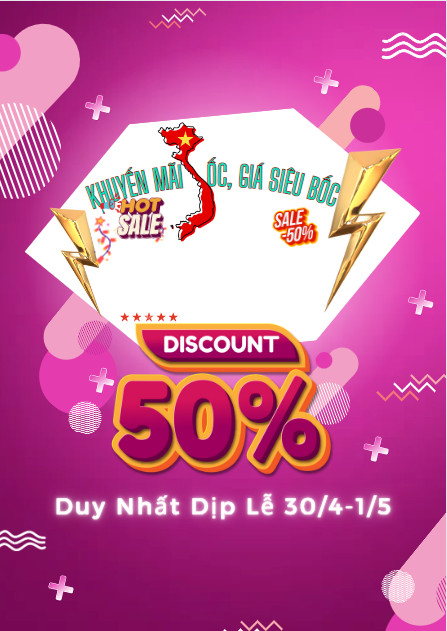 KHUYẾN MÃI SỐC, GIÁ SIÊU BỐC
HOT
SALE
SALE
-50%
DISCOUNT
50%
Duy Nhất Dịp Lễ 30/4-1/5